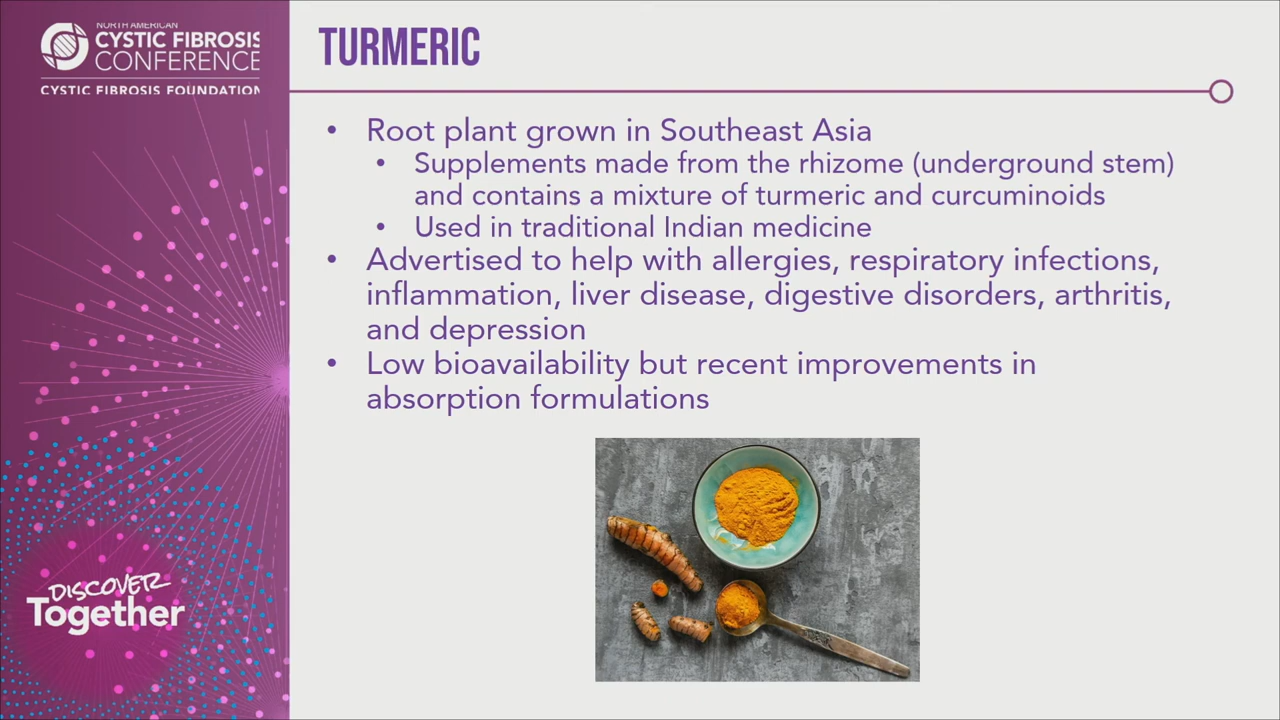 NORTH AMERICAN
CYSTIC FIBROSIS
CONFERENCE
CYSTIC FIBROSIS FOUNDATION
TURMERIC
• Root plant grown in Southeast Asia
• Supplements made from the rhizome (underground stem)
and contains a mixture of turmeric and curcuminoids
• Used in traditional Indian medicine
• Advertised to help with allergies, respiratory infections,
inflammation, liver disease, digestive disorders, arthritis,
and depression
• Low bioavailability but recent improvements in
absorption formulations
DISCOVER
Together